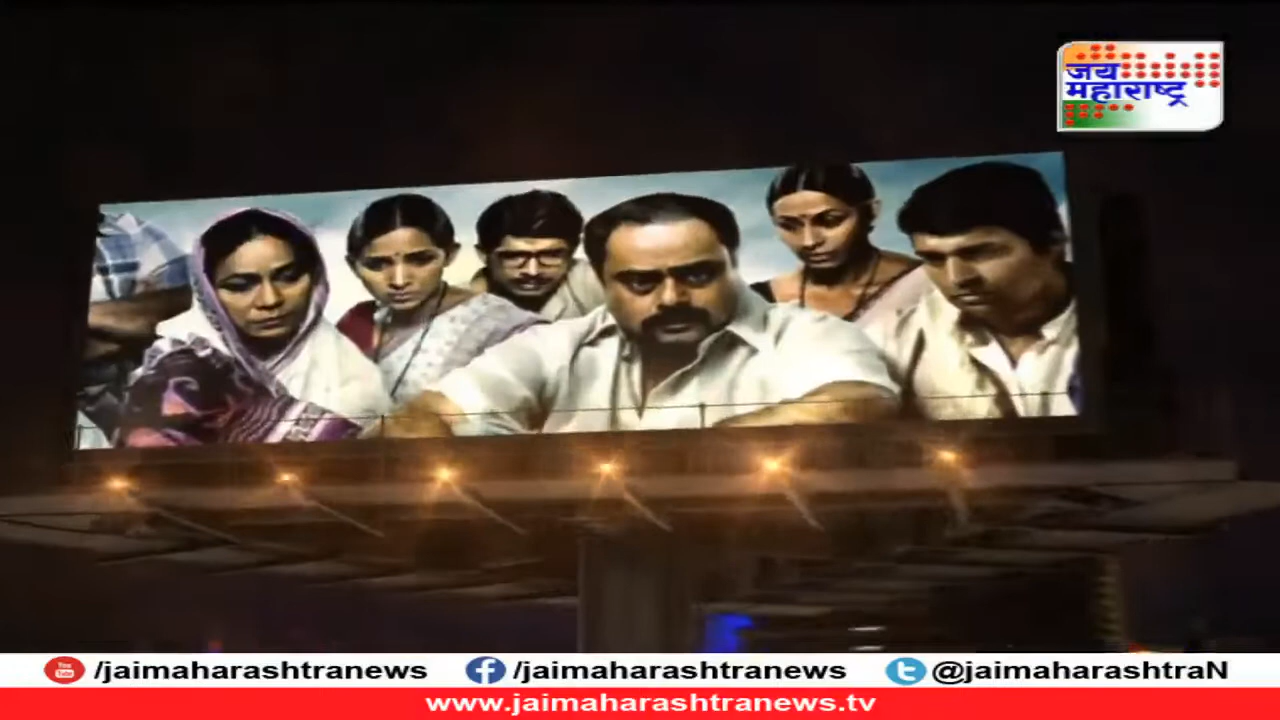 जय
महाराष्ट्र
/jaimaharashtranews
/jaimaharashtranews
@jaimaharashtraN
www.jaimaharashtranews.tv